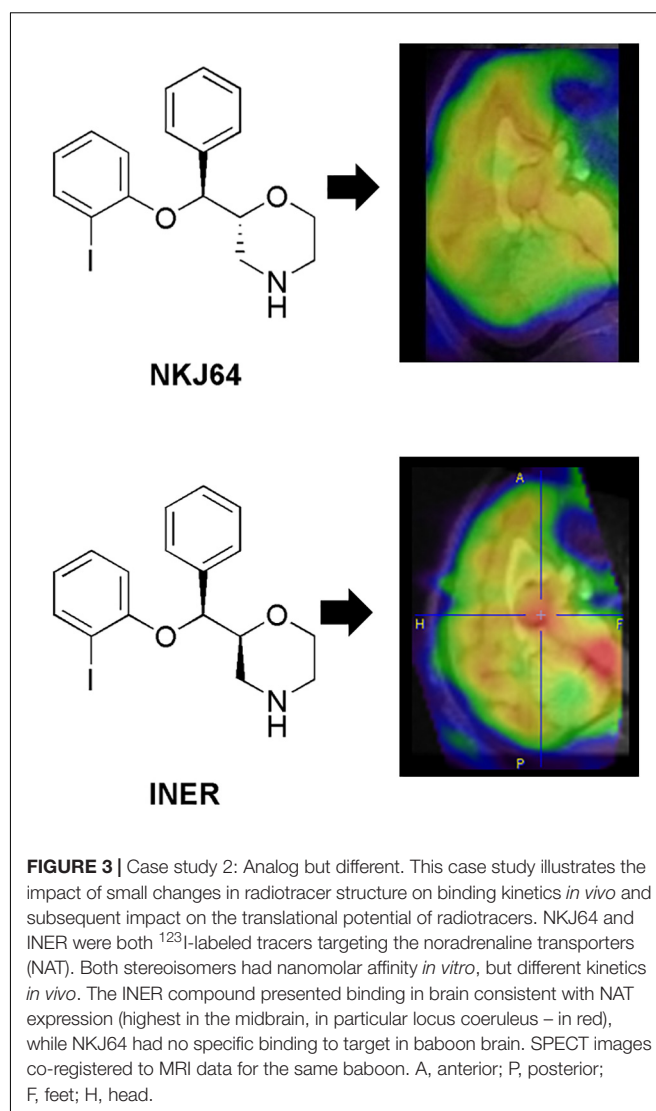 O
O
I
N
H
NKJ64
A
O
O
H
F
I
N
H
P
INER
FIGURE 3 | Case study 2: Analog but different. This case study illustrates the
impact of small changes in radiotracer structure on binding kinetics in vivo and
subsequent impact on the translational potential of radiotracers. NKJ64 and
INER were both ¹²³I-labeled tracers targeting the noradrenaline transporters
(NAT). Both stereoisomers had nanomolar affinity in vitro, but different kinetics
in vivo. The INER compound presented binding in brain consistent with NAT
expression (highest in the midbrain, in particular locus coeruleus – in red),
while NKJ64 had no specific binding to target in baboon brain. SPECT images
co-registered to MRI data for the same baboon. A, anterior; P, posterior;
F, feet; H, head.